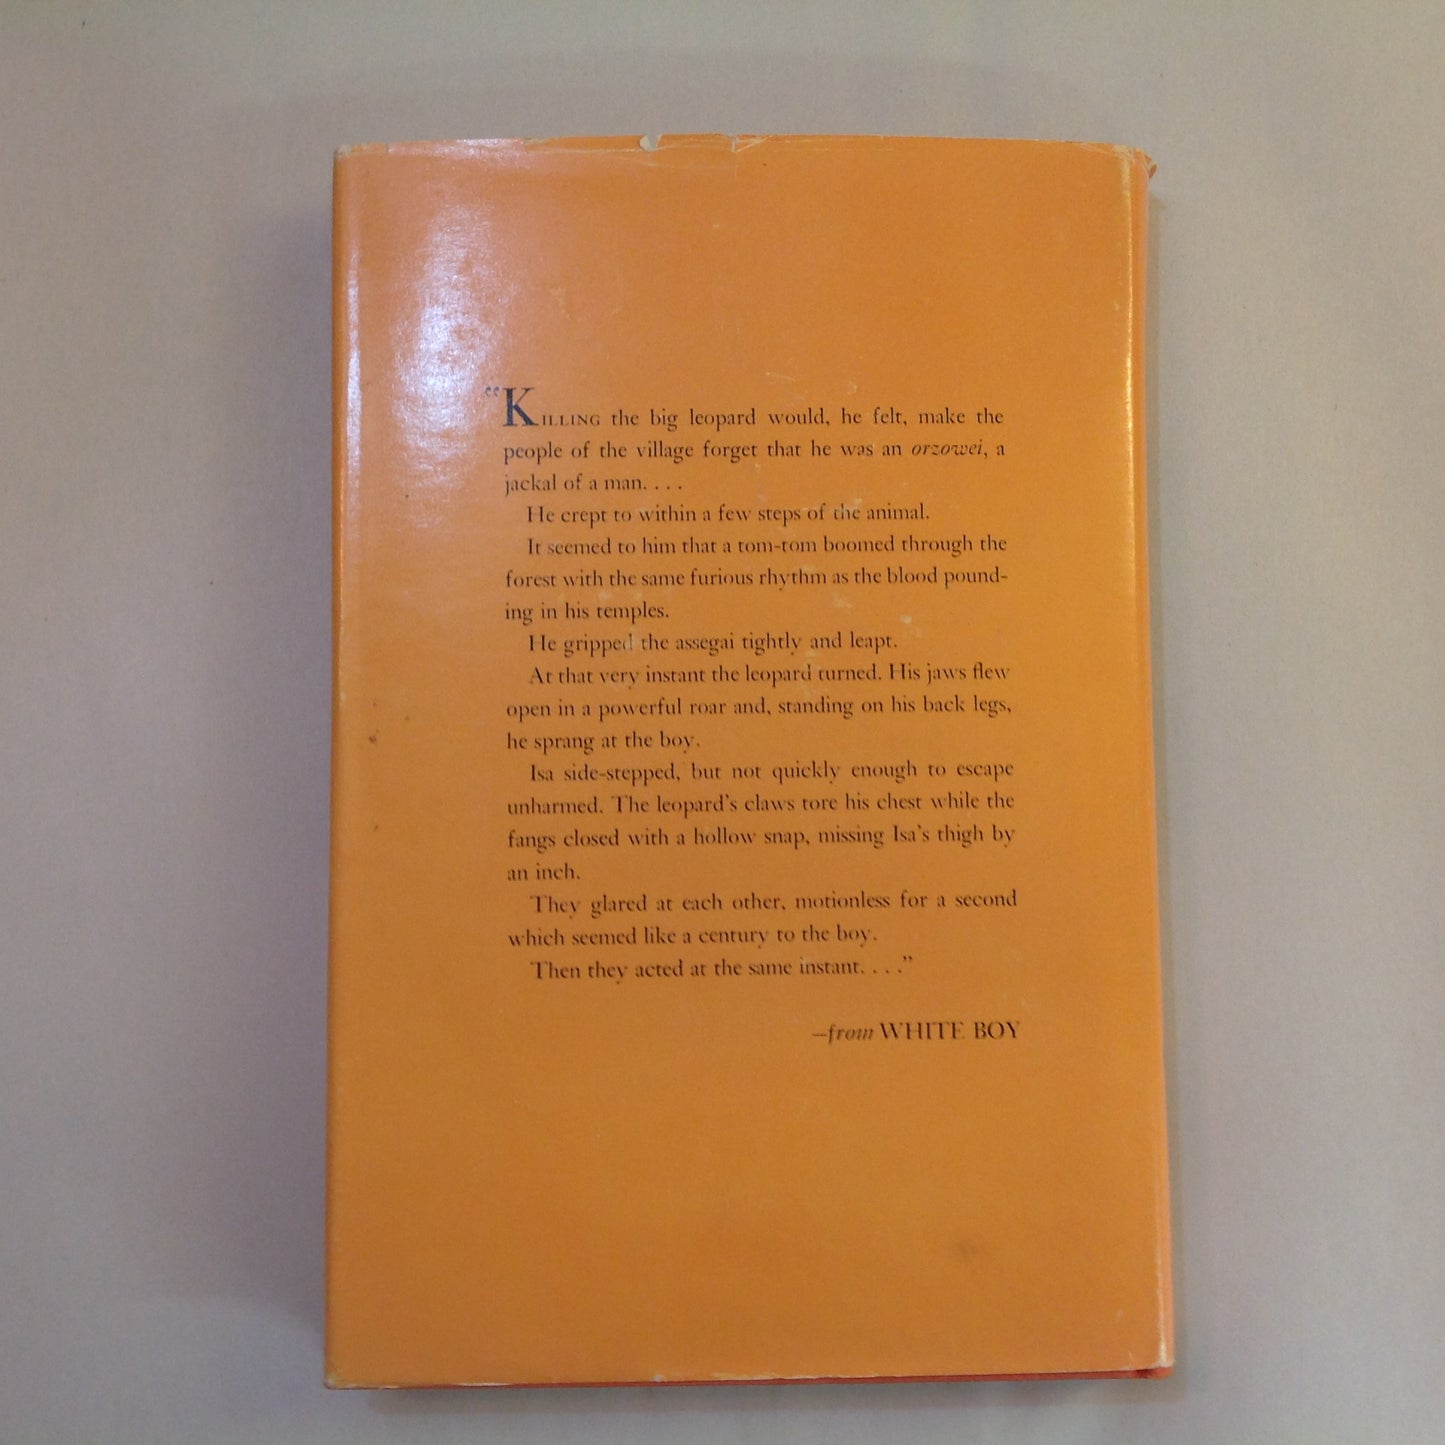 “KILLING the big leopard would, he felt, make the
people of the village forget that he was an orzowei, a
jackal of a man. . . .
He crept to within a few steps of the animal.
It seemed to him that a tom-tom boomed through the
forest with the same furious rhythm as the blood pound-
ing in his temples.
He gripped the assegai tightly and leapt.
At that very instant the leopard turned. His jaws flew
open in a powerful roar and, standing on his back legs,
he sprang at the boy.
Isa side-stepped, but not quickly enough to escape
unharmed. The leopard’s claws tore his chest while the
fangs closed with a hollow snap, missing Isa’s thigh by
an inch.
They glared at each other, motionless for a second
which seemed like a century to the boy.
Then they acted at the same instant. . . .”
—from WHITE BOY